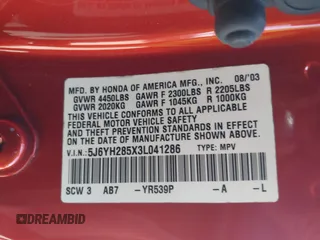 MFD. BY HONDA OF AMERICA MFG., INC. 08/'03
GVWR 4450LBS GAWR F 2300LBS R 2205LBS
GVWR 2020KG GAWR F 1045KG R 1000KG
THIS VEHICLE CONFORMS TO ALL APPLICABLE
FEDERAL MOTOR VEHICLE SAFETY
AND THEFT PREVENTION STANDARDS IN
EFFECT ON THE DATE OF MANUFACTURE
SHOWN ABOVE.
V.I.N: 5J6YH285X3L041286 TYPE: MPV
SCW 3 AB7 -YR539P -A -L
DREAMBID